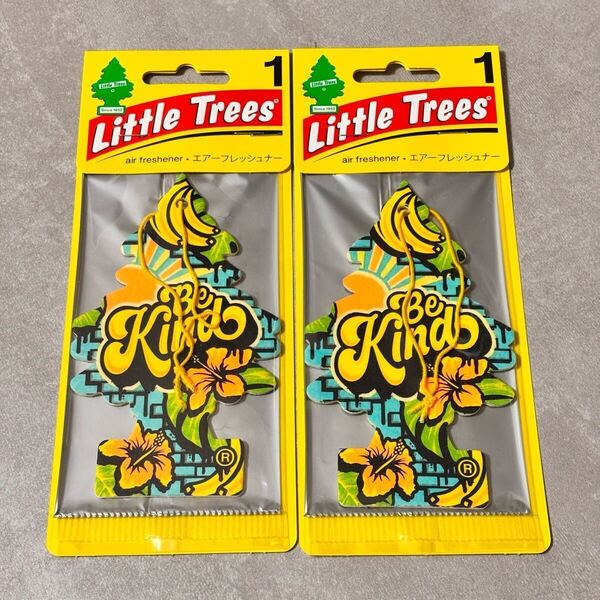 1
Little Trees
Since 1952
Little Trees®
air freshener • エアーフレッシュナー
Be
Kind
®
1
Little Trees
Since 1952
Little Trees®
air freshener • エアーフレッシュナー
Be
Kind
®